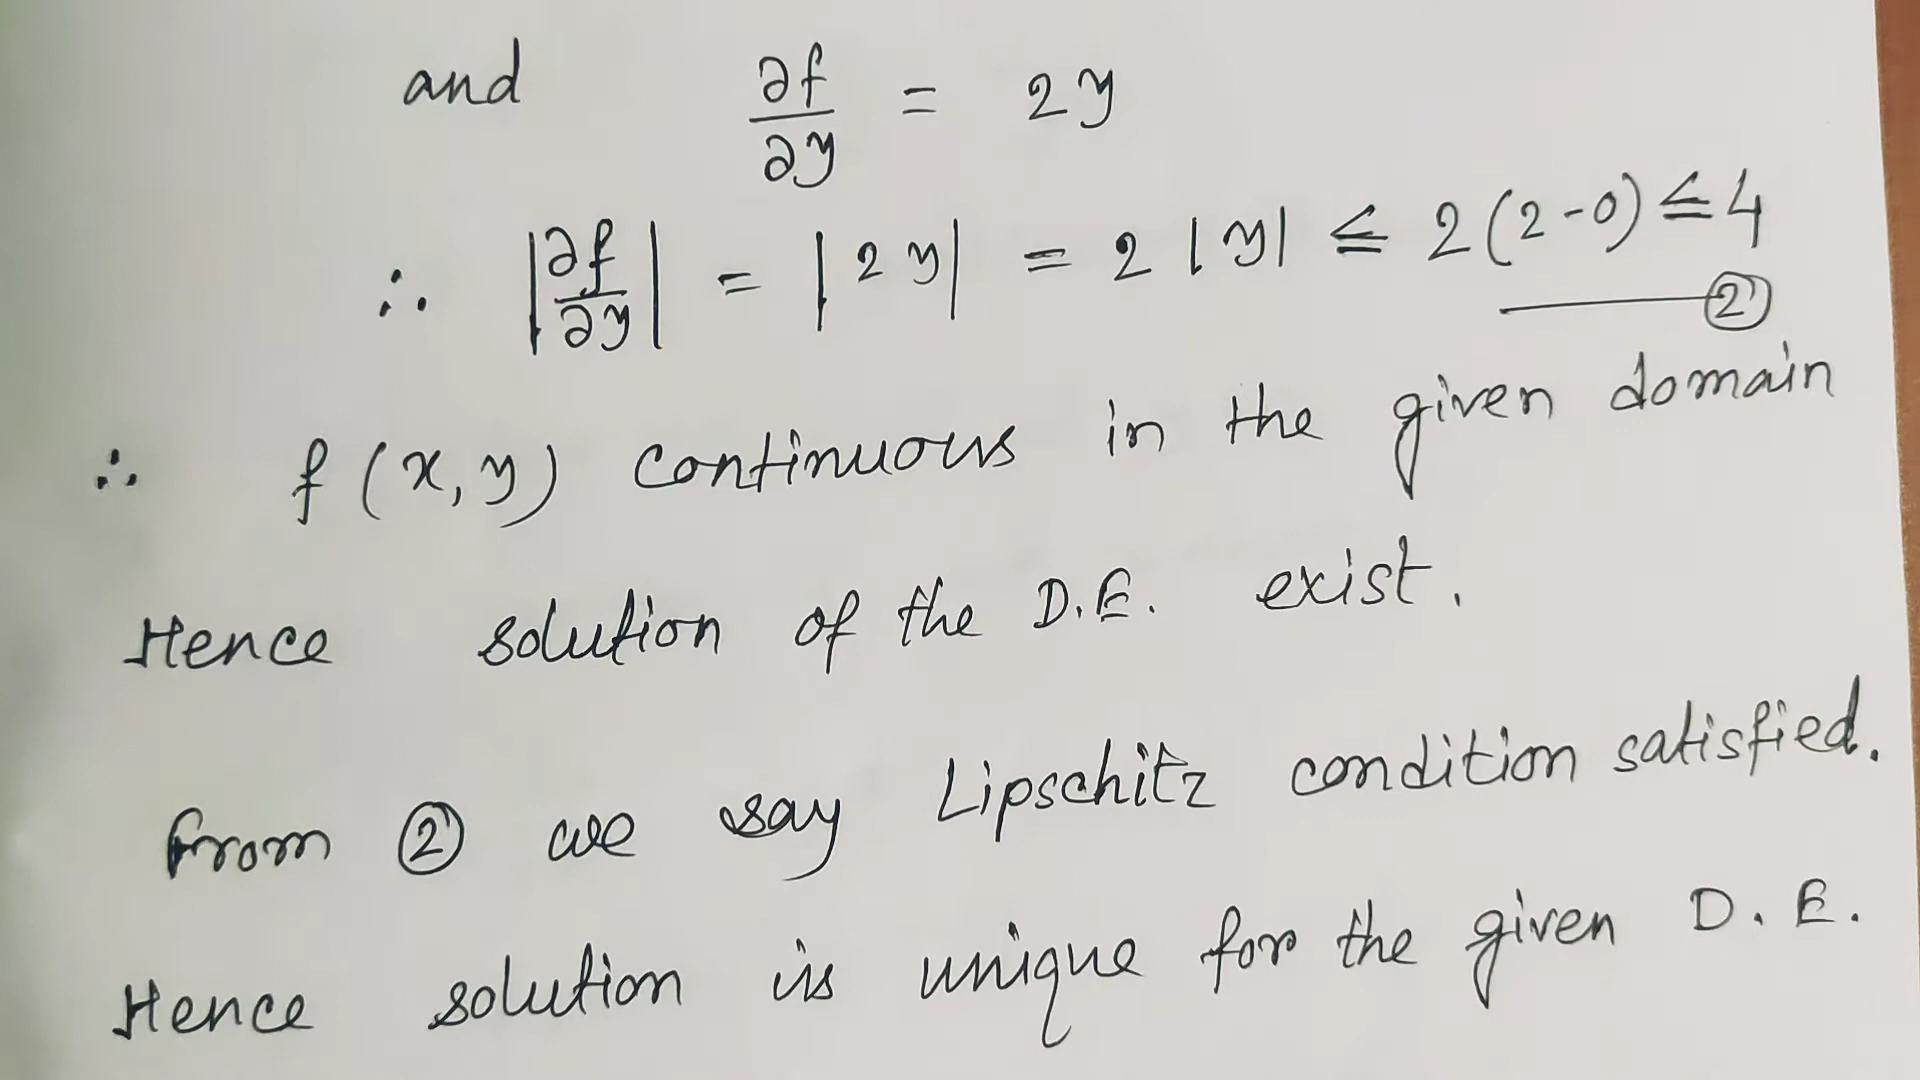 and ∂f/∂y = 2y
∴ |∂f/∂y| = |2y| = 2|y| ≤ 2(2-0) ≤ 4
②
∴ f(x,y) continuous in the given domain
Hence solution of the D.E. exist.
From ② we say Lipschitz condition satisfied.
Hence solution is unique for the given D.E.